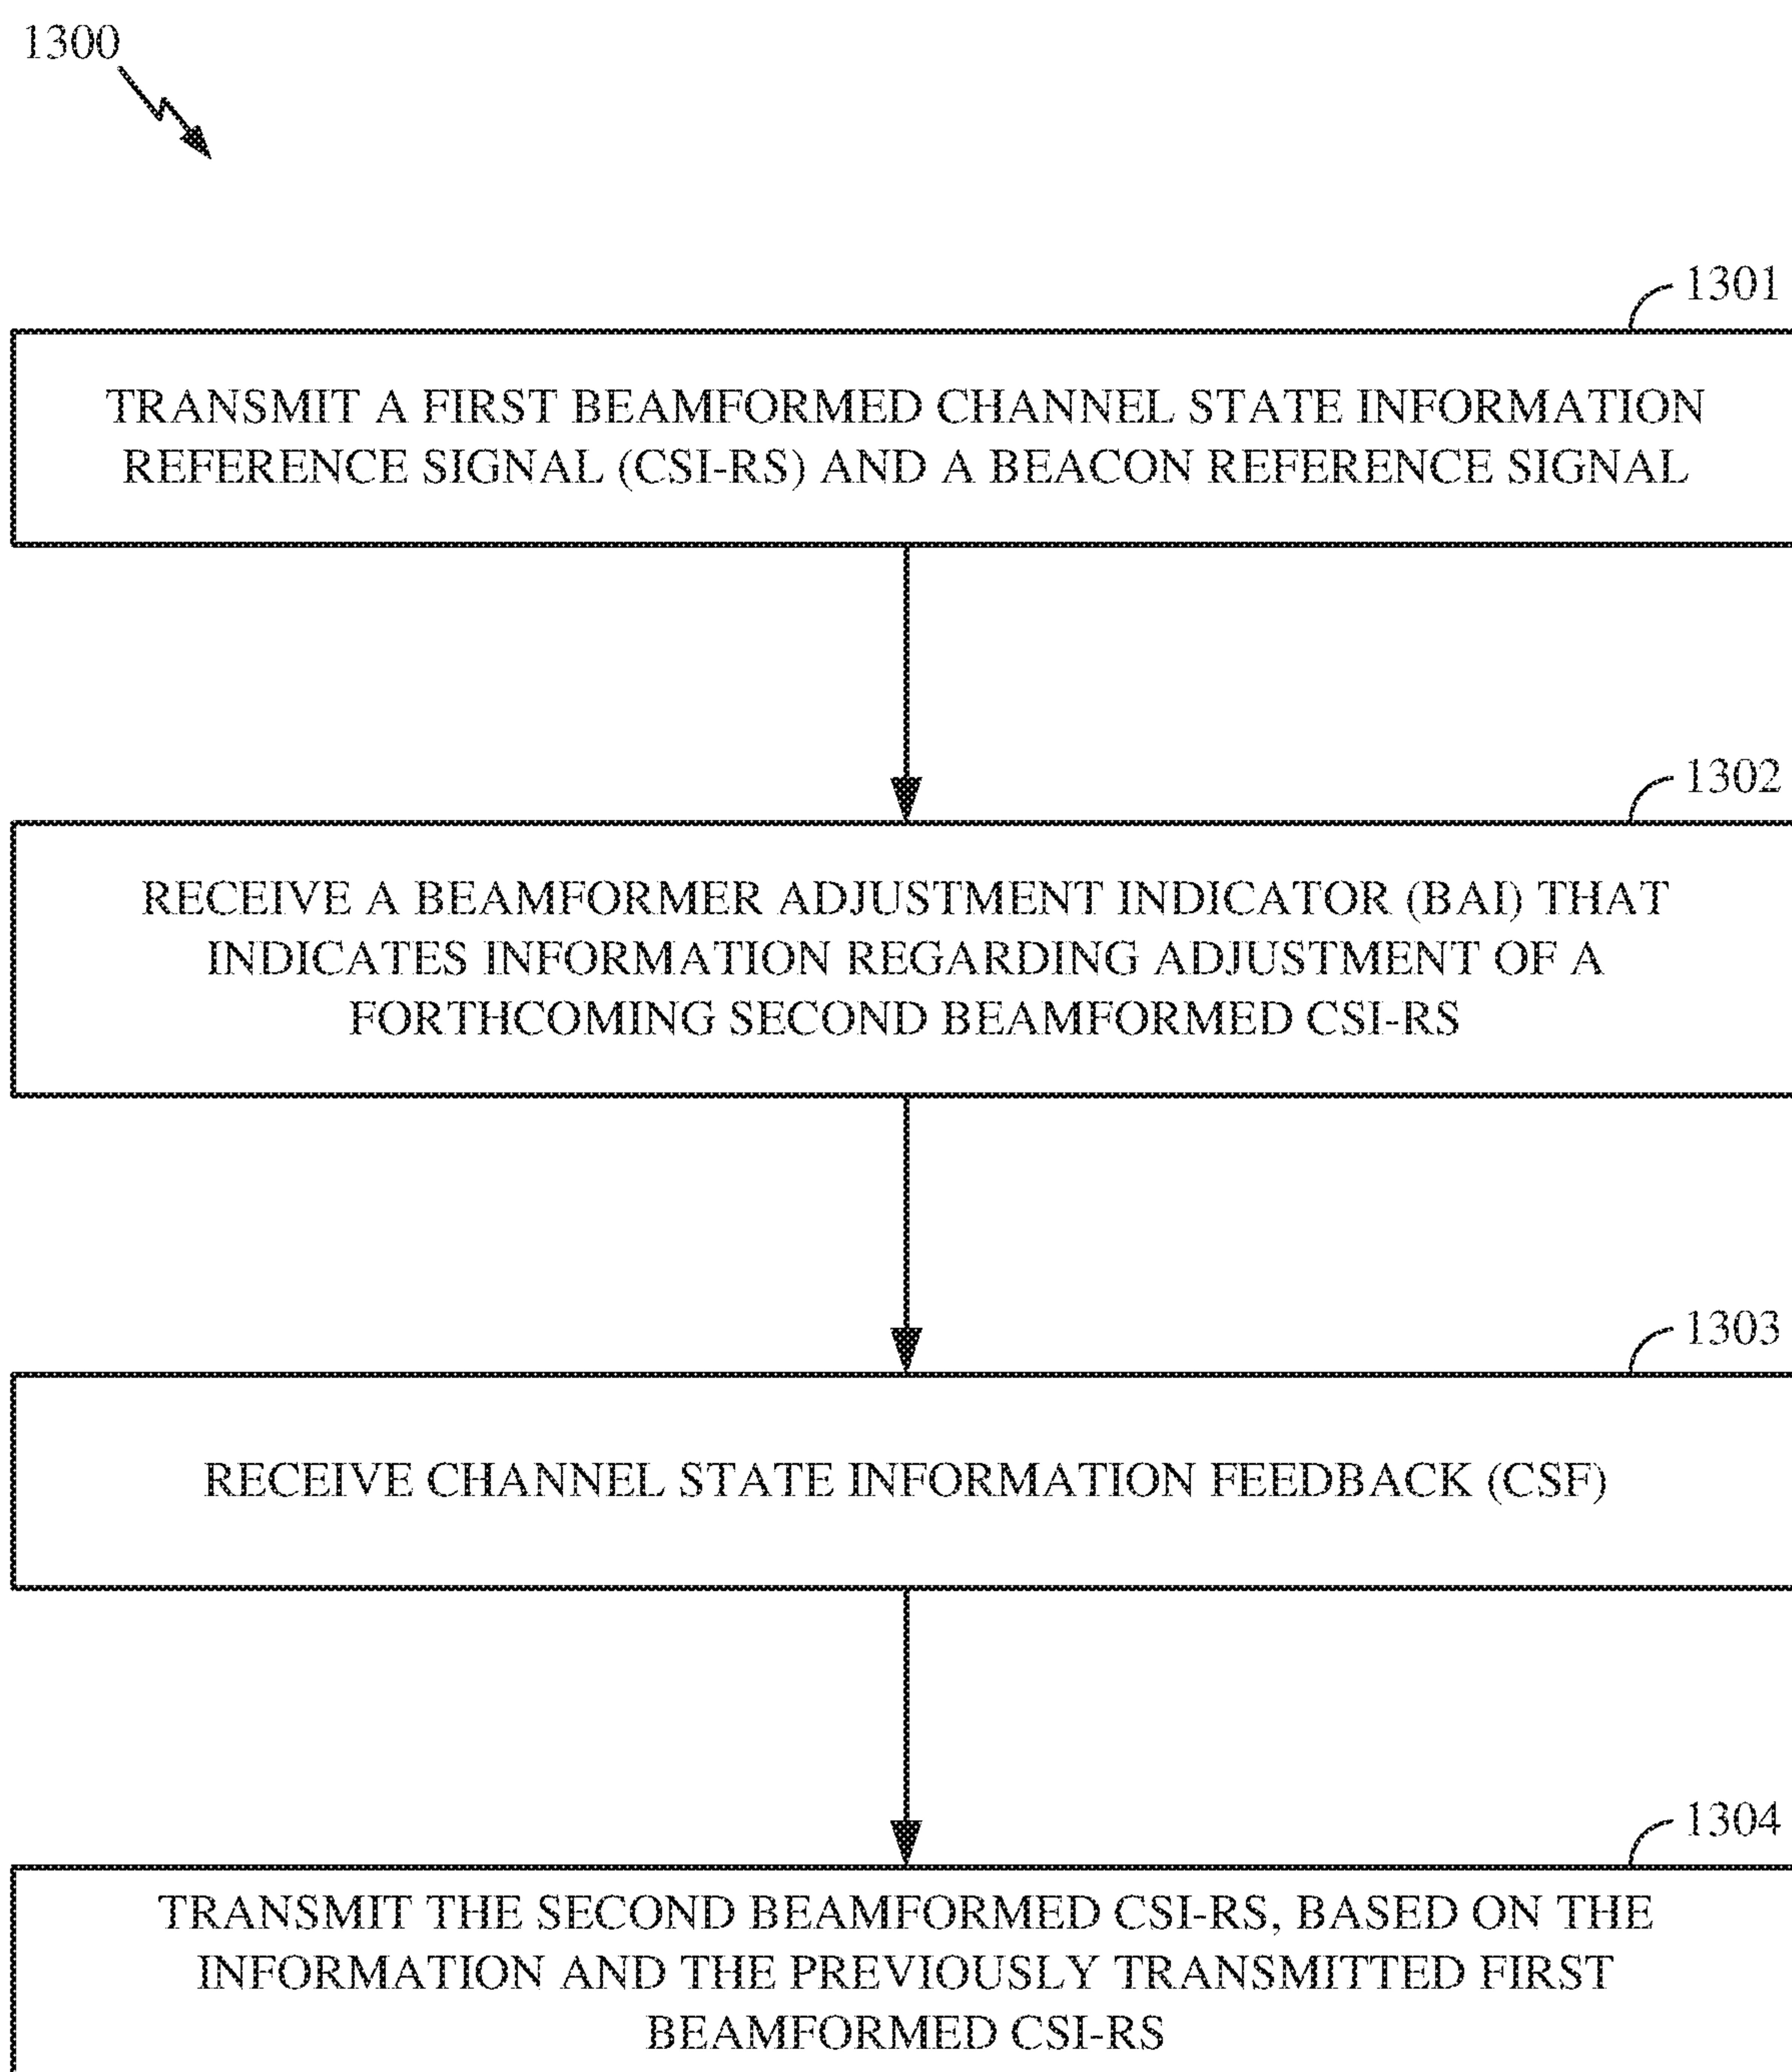 1300
1301
TRANSMIT A FIRST BEAMFORMED CHANNEL STATE INFORMATION
REFERENCE SIGNAL (CSI-RS) AND A BEACON REFERENCE SIGNAL
1302
RECEIVE A BEAMFORMER ADJUSTMENT INDICATOR (BAI) THAT
INDICATES INFORMATION REGARDING ADJUSTMENT OF A
FORTHCOMING SECOND BEAMFORMED CSI-RS
1303
RECEIVE CHANNEL STATE INFORMATION FEEDBACK (CSF)
1304
TRANSMIT THE SECOND BEAMFORMED CSI-RS, BASED ON THE
INFORMATION AND THE PREVIOUSLY TRANSMITTED FIRST
BEAMFORMED CSI-RS